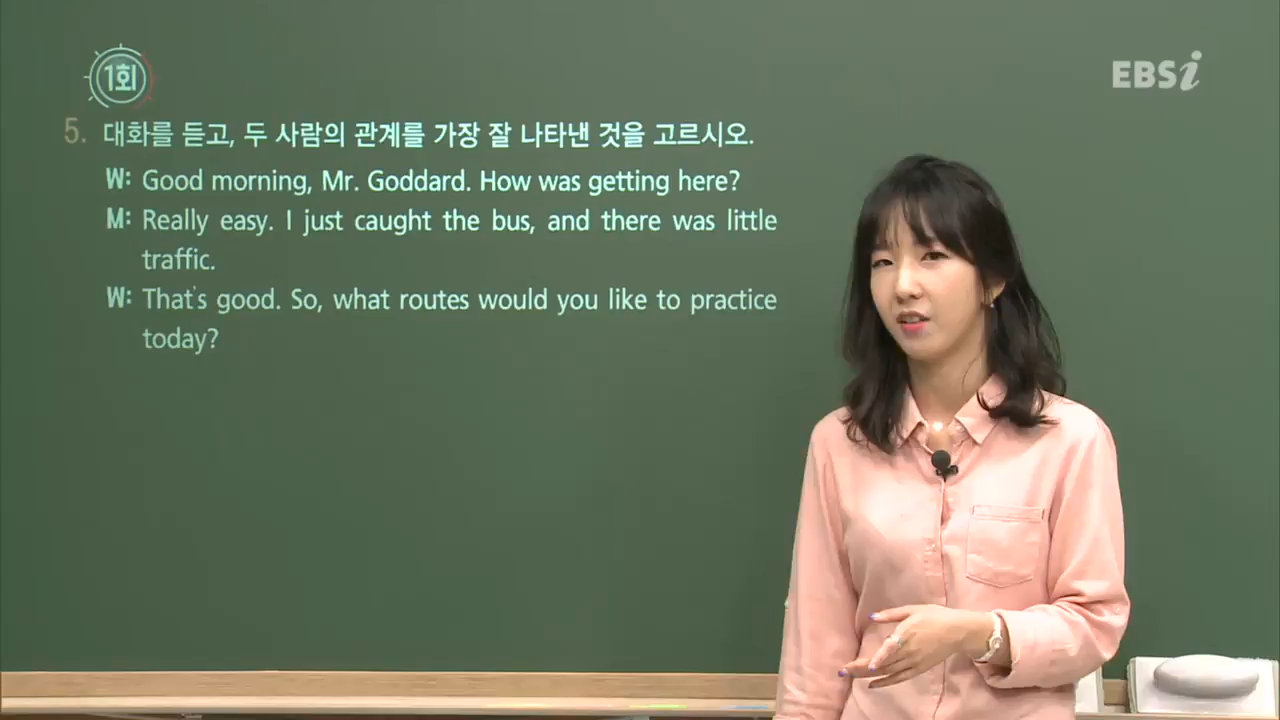 1회
EBSi
5. 대화를 듣고, 두 사람의 관계를 가장 잘 나타낸 것을 고르시오.
W: Good morning, Mr. Goddard. How was getting here?
M: Really easy. I just caught the bus, and there was little
traffic.
W: That's good. So, what routes would you like to practice
today?